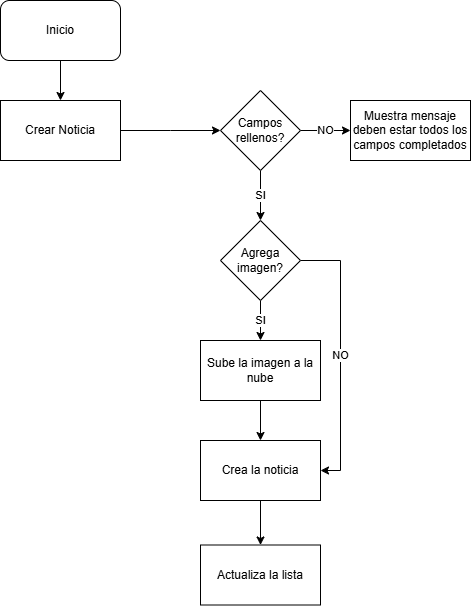 Inicio
Crear Noticia
Campos
rellenos?
NO
Muestra mensaje
deben estar todos los
campos completados
SI
Agrega
imagen?
SI
NO
Sube la imagen a la
nube
Crea la noticia
Actualiza la lista